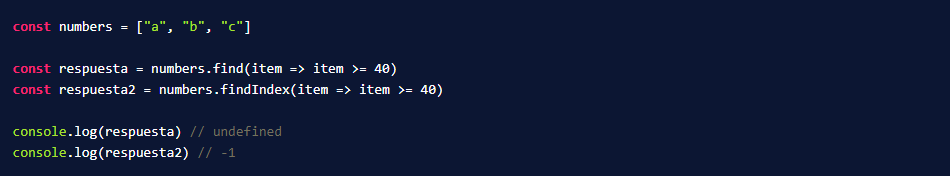 const numbers = ["a", "b", "c"]
const respuesta = numbers.find(item => item >= 40)
const respuesta2 = numbers.findIndex(item => item >= 40)
console.log(respuesta) // undefined
console.log(respuesta2) // -1